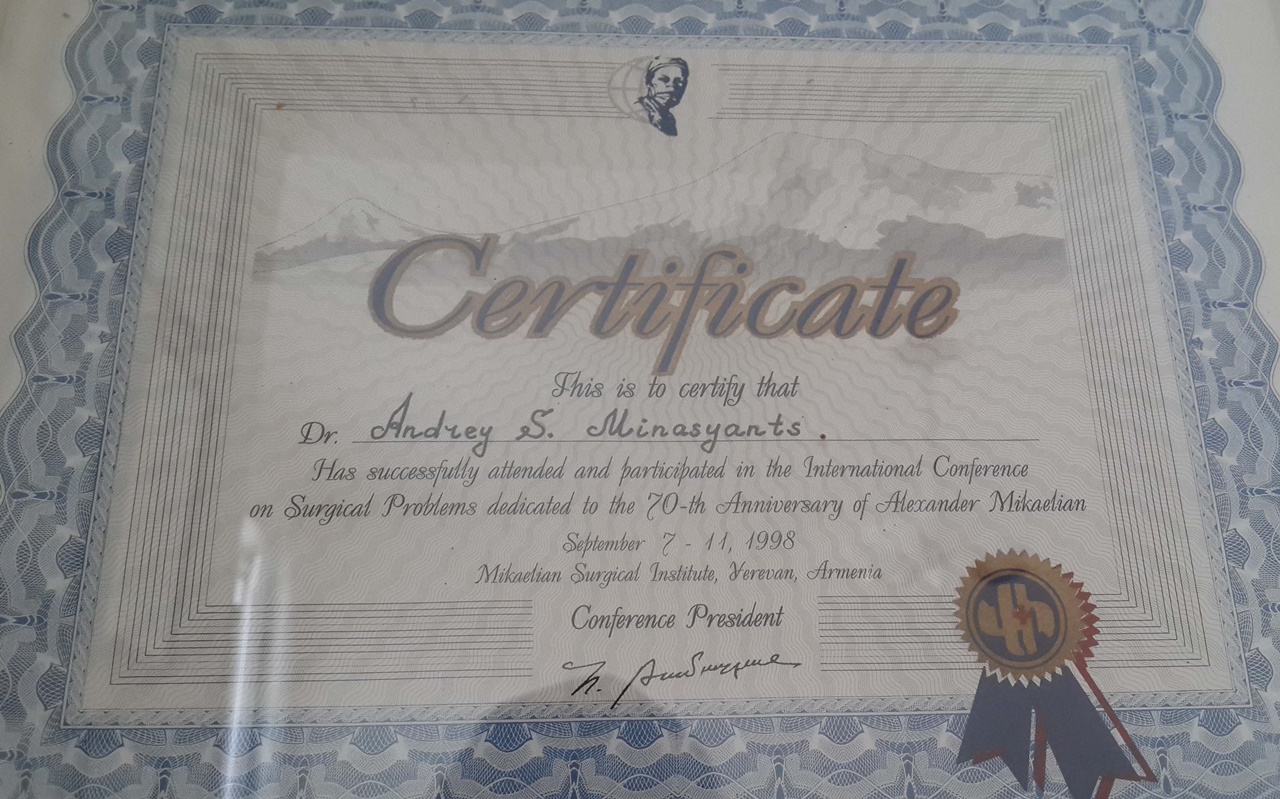 Certificate
This is to certify that
Dr. Andrey S. Minasyants.
Has successfully attended and participated in the International Conference
on Surgical Problems dedicated to the 70-th Anniversary of Alexander Mikaelian
September 7 - 11, 1998
Mikaelian Surgical Institute, Yerevan, Armenia
Conference President